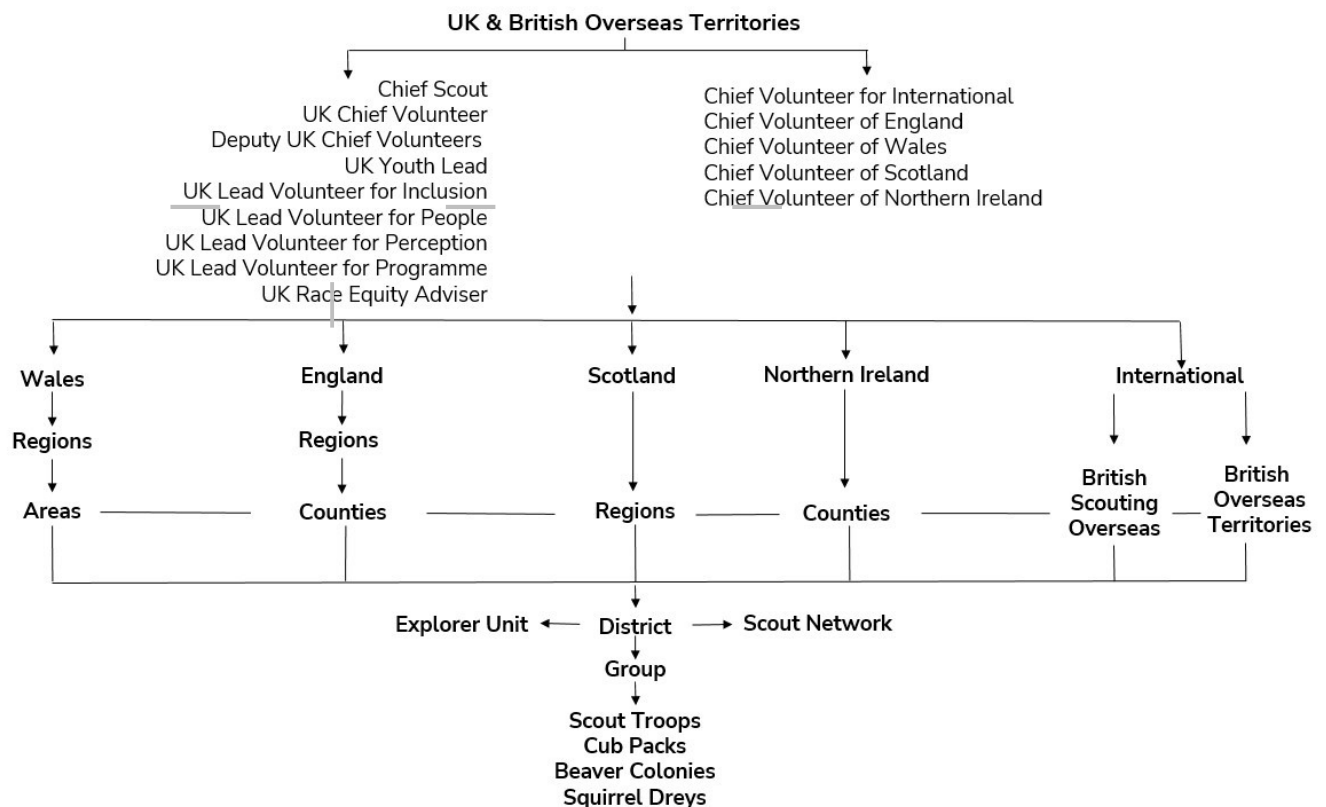 UK & British Overseas Territories
Chief Scout
UK Chief Volunteer
Deputy UK Chief Volunteers
UK Youth Lead
UK Lead Volunteer for Inclusion
UK Lead Volunteer for People
UK Lead Volunteer for Perception
UK Lead Volunteer for Programme
UK Race Equity Adviser
Chief Volunteer for International
Chief Volunteer of England
Chief Volunteer of Wales
Chief Volunteer of Scotland
Chief Volunteer of Northern Ireland
Wales
England
Scotland
Northern Ireland
International
Regions
Regions
Areas
Counties
Regions
Counties
British
Scouting
Overseas
British
Overseas
Territories
Explorer Unit
District
Scout Network
Group
Scout Troops
Cub Packs
Beaver Colonies
Squirrel Dreys